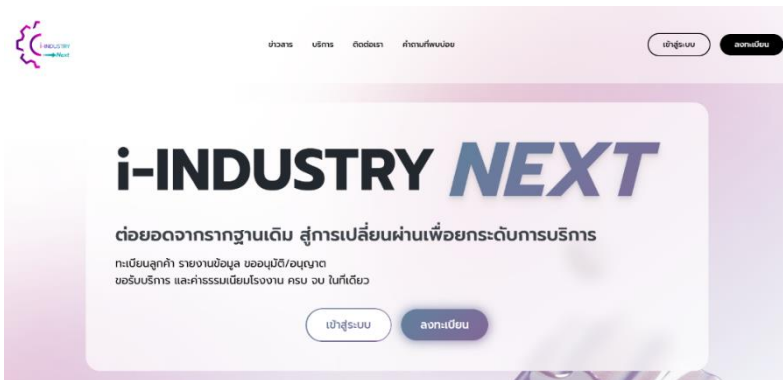 i-INDUSTRY
Next
ข่าวสาร บริการ ติดต่อเรา คำถามที่พบบ่อย
เข้าสู่ระบบ ลงทะเบียน
i-INDUSTRY NEXT
ต่อยอดจากรากฐานเดิม สู่การเปลี่ยนผ่านเพื่อยกระดับการบริการ
ทะเบียนลูกค้า รายงานข้อมูล ขออนุมัติ/อนุญาต
ขอรับบริการ และค่าธรรมเนียมโรงงาน ครบ จบ ในที่เดียว
เข้าสู่ระบบ ลงทะเบียน